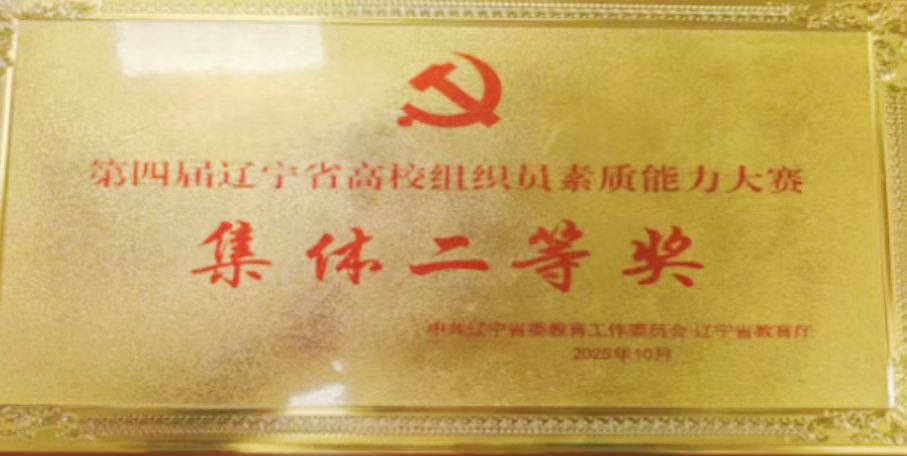 第四届辽宁省高校组织员素质能力大赛
集体二等奖
中共辽宁省委教育工作委员会 辽宁省教育厅
2025年10月